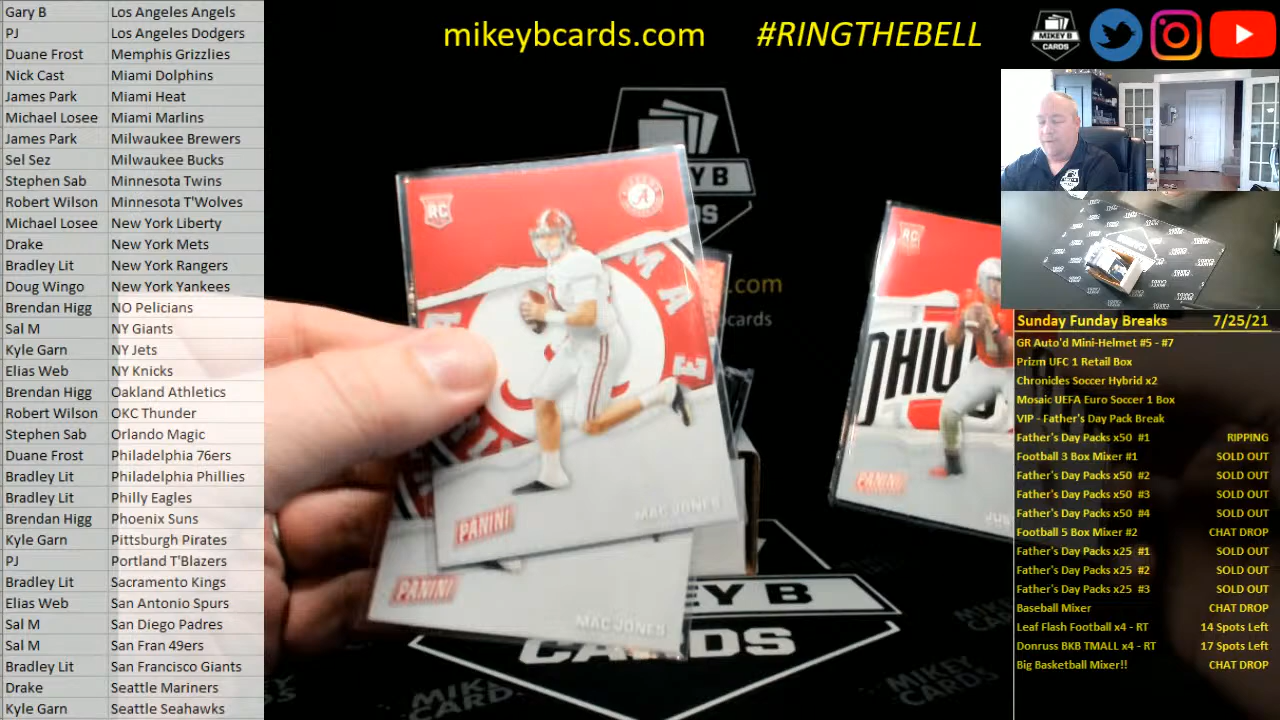 Gary B Los Angeles Angels
PJ Los Angeles Dodgers
Duane Frost Memphis Grizzlies
Nick Cast Miami Dolphins
James Park Miami Heat
Michael Losee Miami Marlins
James Park Milwaukee Brewers
Sel Sez Milwaukee Bucks
Stephen Sab Minnesota Twins
Robert Wilson Minnesota T'Wolves
Michael Losee New York Liberty
Drake New York Mets
Bradley Lit New York Rangers
Doug Wingo New York Yankees
Brendan Higg NO Pelicians
Sal M NY Giants
Kyle Garn NY Jets
Elias Web NY Knicks
Brendan Higg Oakland Athletics
Robert Wilson OKC Thunder
Stephen Sab Orlando Magic
Duane Frost Philadelphia 76ers
Bradley Lit Philadelphia Phillies
Bradley Lit Philly Eagles
Brendan Higg Phoenix Suns
Kyle Garn Pittsburgh Pirates
PJ Portland T'Blazers
Bradley Lit Sacramento Kings
Elias Web San Antonio Spurs
Sal M San Diego Padres
Sal M San Fran 49ers
Bradley Lit San Francisco Giants
Drake Seattle Mariners
Kyle Garn Seattle Seahawks
mikeybcards.com #RINGTHEBELL
MIKEY B
CARDS
RC
A
PANINI
MAC JONES
PANINI
MAC JONES
RC
OHIO
PANINI
JUS
.com
cards
EY B
CARDS
MIKEY
CARDS
Sunday Funday Breaks 7/25/21
GR Auto'd Mini-Helmet #5 - #7
Prizm UFC 1 Retail Box
Chronicles Soccer Hybrid x2
Mosaic UEFA Euro Soccer 1 Box
VIP - Father's Day Pack Break
Father's Day Packs x50 #1 RIPPING
Football 3 Box Mixer #1 SOLD OUT
Father's Day Packs x50 #2 SOLD OUT
Father's Day Packs x50 #3 SOLD OUT
Father's Day Packs x50 #4 SOLD OUT
Football 5 Box Mixer #2 CHAT DROP
Father's Day Packs x25 #1 SOLD OUT
Father's Day Packs x25 #2 SOLD OUT
Father's Day Packs x25 #3 SOLD OUT
Baseball Mixer CHAT DROP
Leaf Flash Football x4 - RT 14 Spots Left
Donruss BKB TMALL x4 - RT 17 Spots Left
Big Basketball Mixer!! CHAT DROP